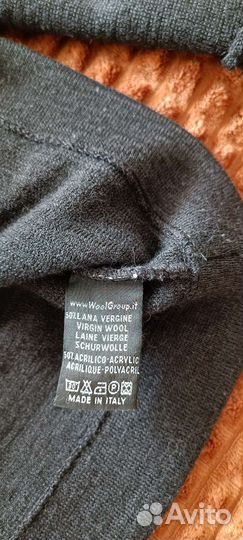 www.WoolGroup.it
50% LANA VERGINE
VIRGIN WOOL
LAINE VIERGE
SCHURWOLLE
50% ACRILICO-ACRYLIC
ACRILIQUE-POLYACRIL
MADE IN ITALY
Avito